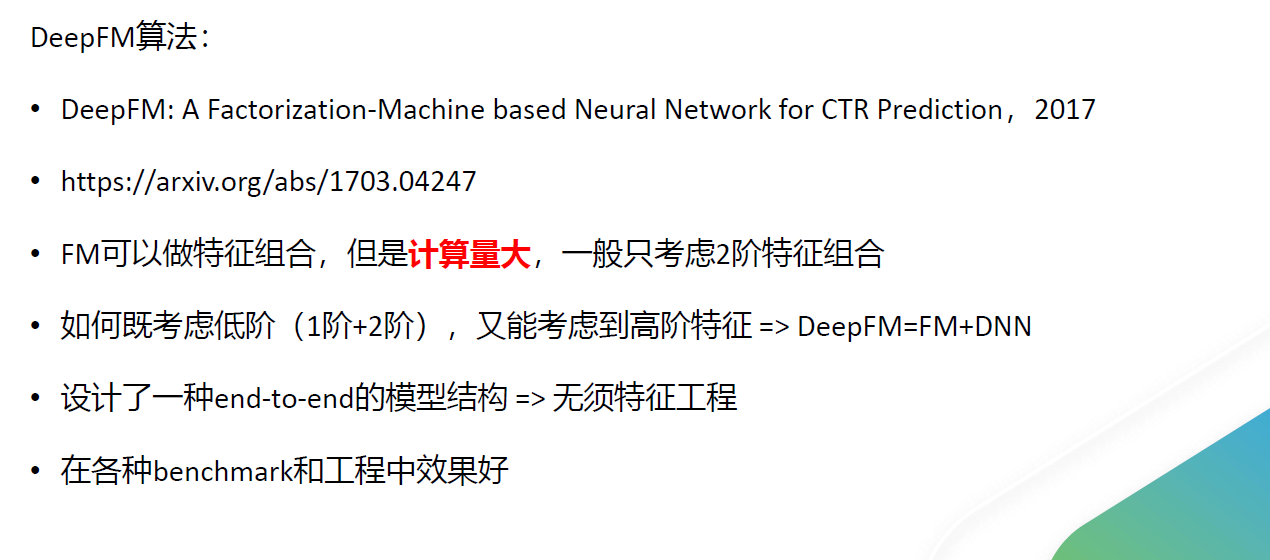 DeepFM算法：
• DeepFM: A Factorization-Machine based Neural Network for CTR Prediction，2017
• https://arxiv.org/abs/1703.04247
• FM可以做特征组合，但是计算量大，一般只考虑2阶特征组合
• 如何既考虑低阶（1阶+2阶），又能考虑到高阶特征 => DeepFM=FM+DNN
• 设计了一种end-to-end的模型结构 => 无须特征工程
• 在各种benchmark和工程中效果好